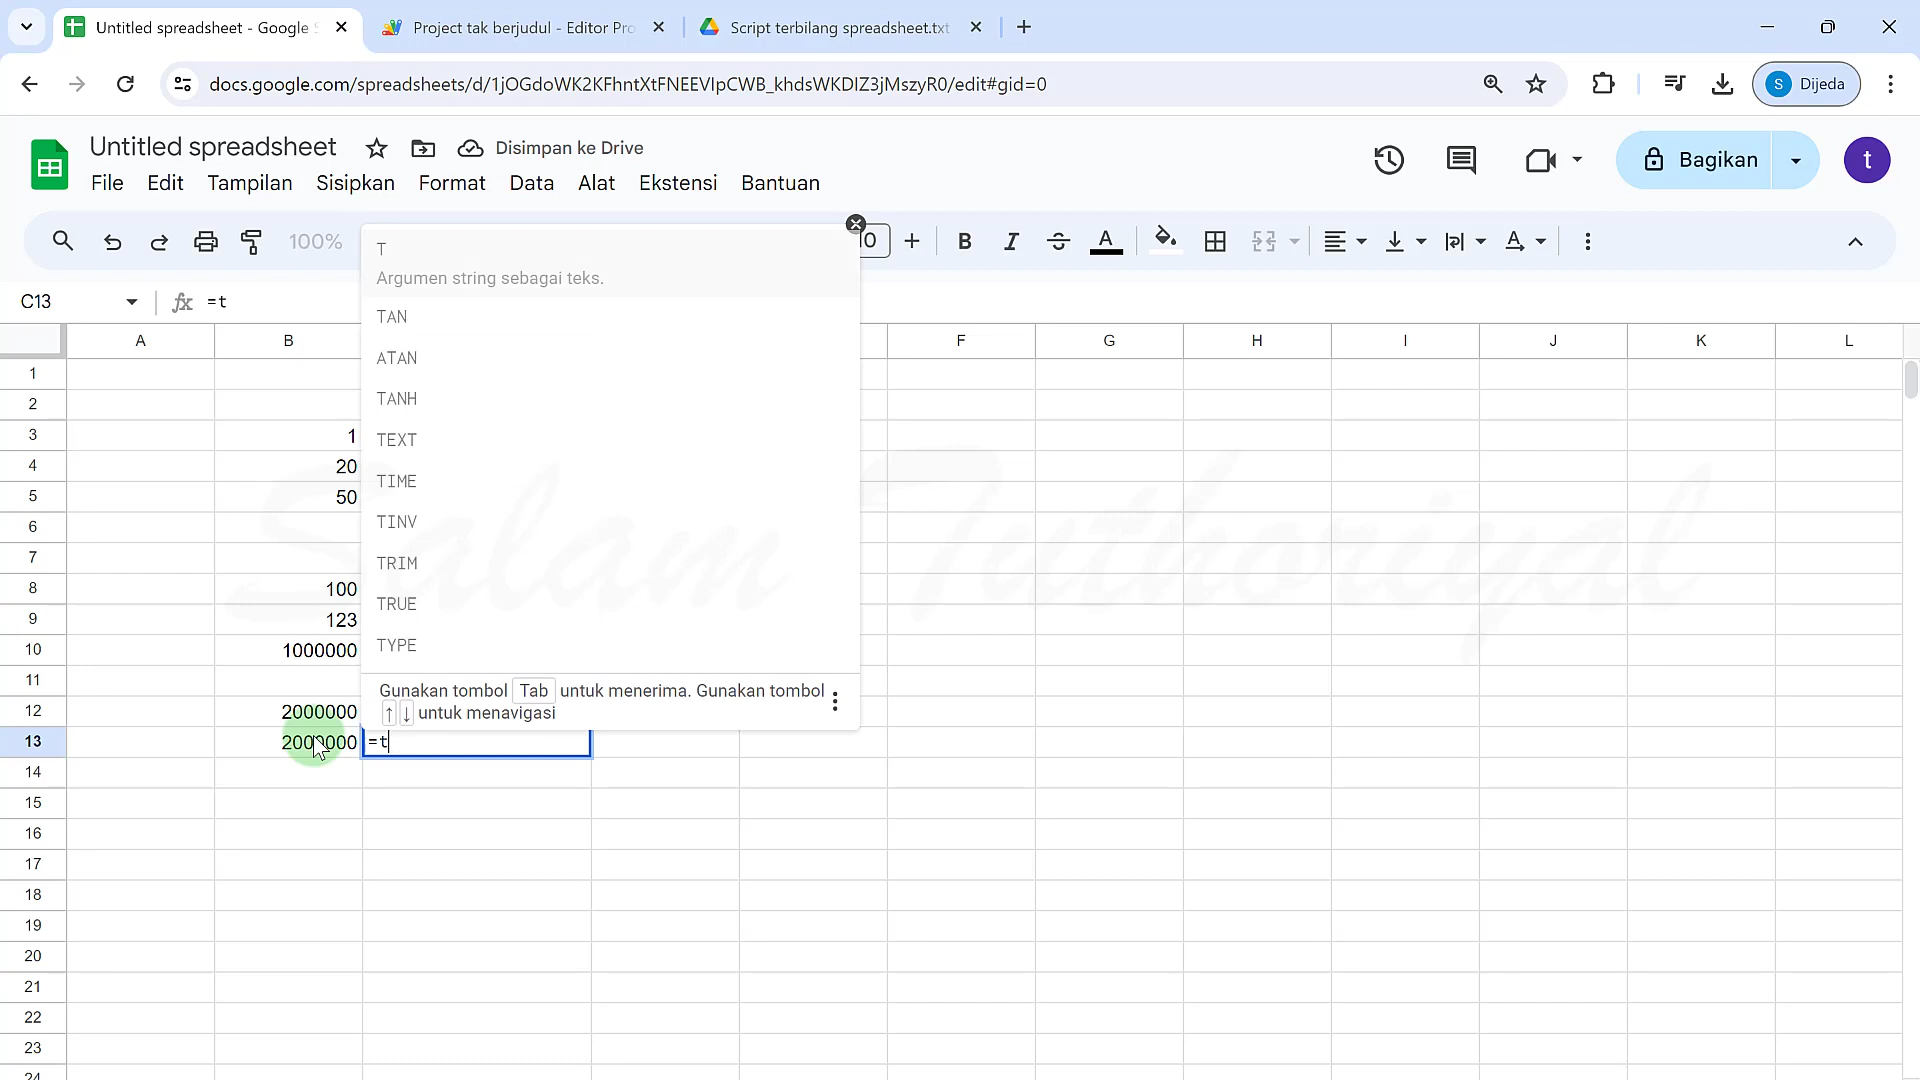 Untitled spreadsheet - Google S
Project tak berjudul - Editor Pro
Script terbilang spreadsheet.txt
docs.google.com/spreadsheets/d/1jOGdoWK2KFhntXtFNEEVIpCWB_khdsWKDIZ3jMszyR0/edit#gid=0
S Dijeda
Untitled spreadsheet
Disimpan ke Drive
File Edit Tampilan Sisipkan Format Data Alat Ekstensi Bantuan
Bagikan
t
100%
B I A
C13
fx =t
T
Argumen string sebagai teks.
TAN
ATAN
TANH
TEXT
TIME
TINV
TRIM
TRUE
TYPE
Gunakan tombol Tab untuk menerima. Gunakan tombol
↑ ↓ untuk menavigasi
A B F G H I J K L
1
2
3 1
4 20
5 50
6
7
8 100
9 123
10 1000000
11
12 2000000
13 2000000 =t
14
15
16
17
18
19
20
21
22
23
24
Salam Tuthoriyal